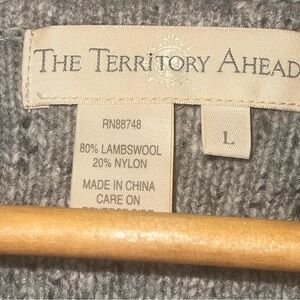 THE TERRITORY AHEAD
L
RN88748
80% LAMBSWOOL
20% NYLON
MADE IN CHINA
CARE ON